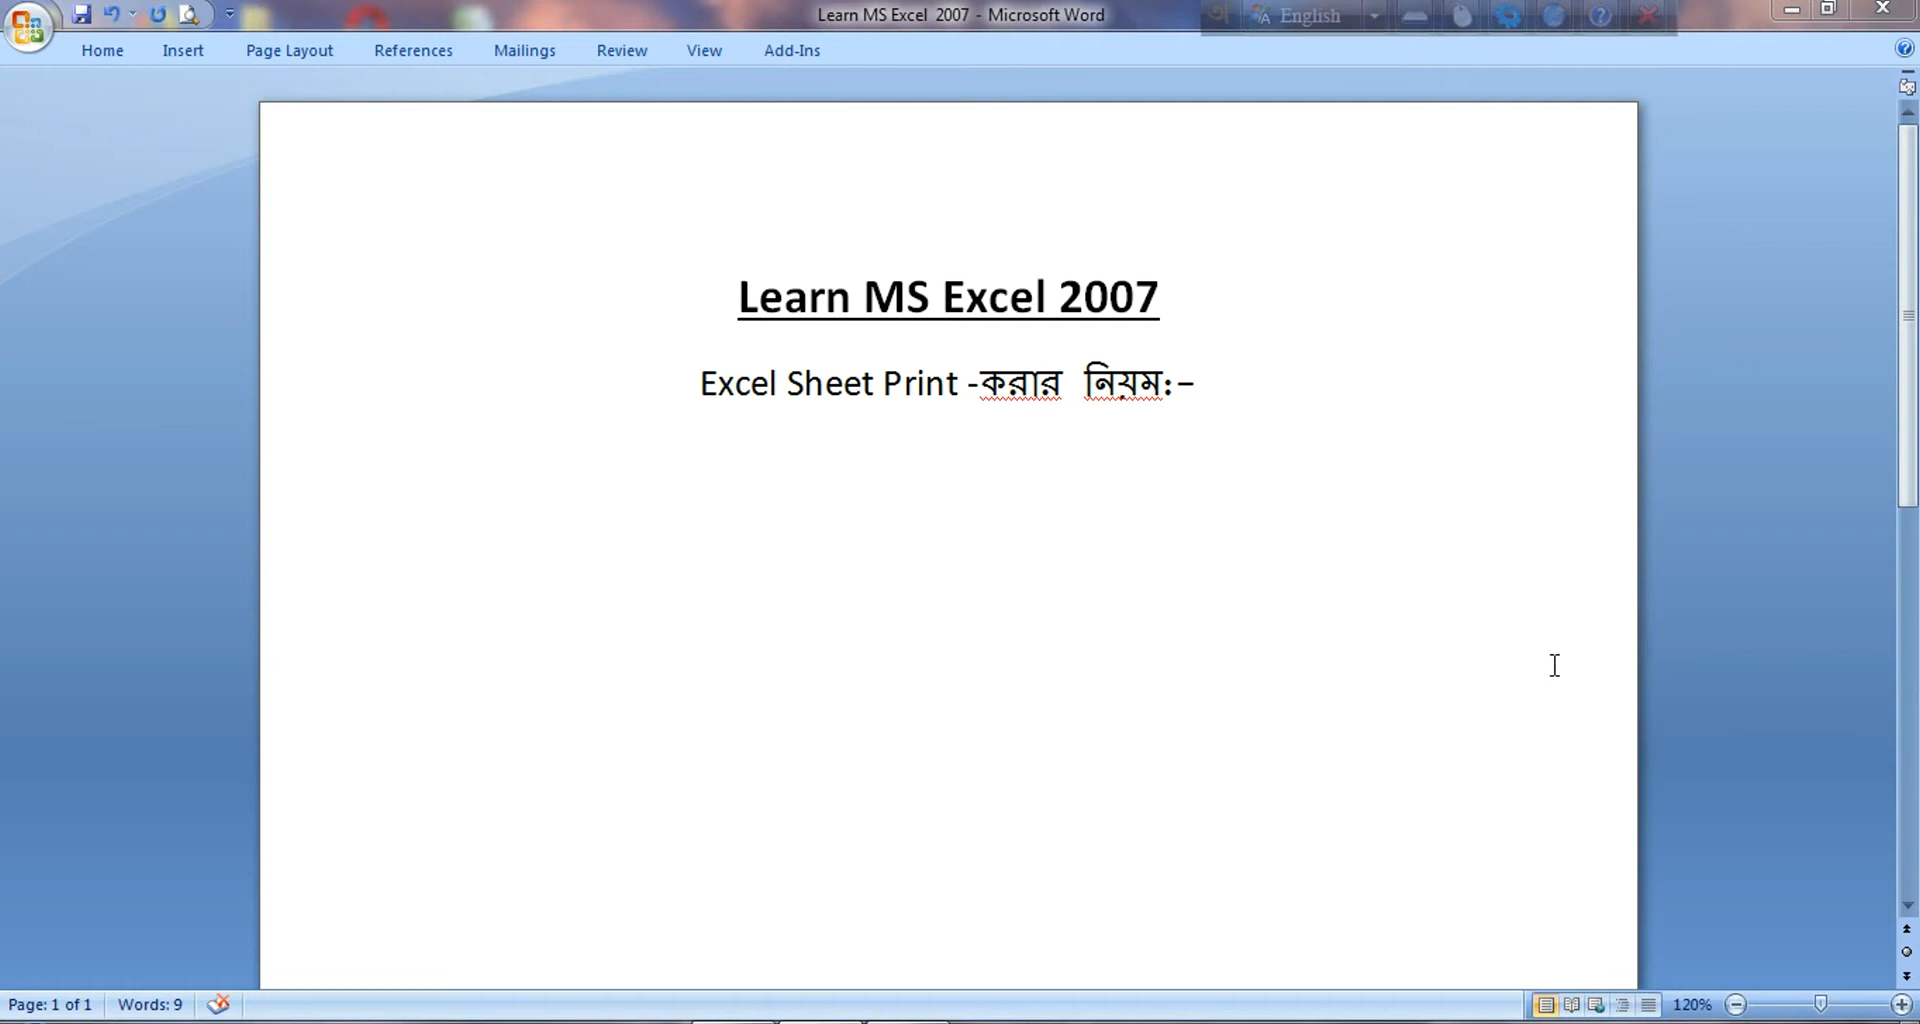 Learn MS Excel 2007 - Microsoft Word
English
Home Insert Page Layout References Mailings Review View Add-Ins
Learn MS Excel 2007
Excel Sheet Print -করার নিয়ম:–
Page: 1 of 1 Words: 9 120%